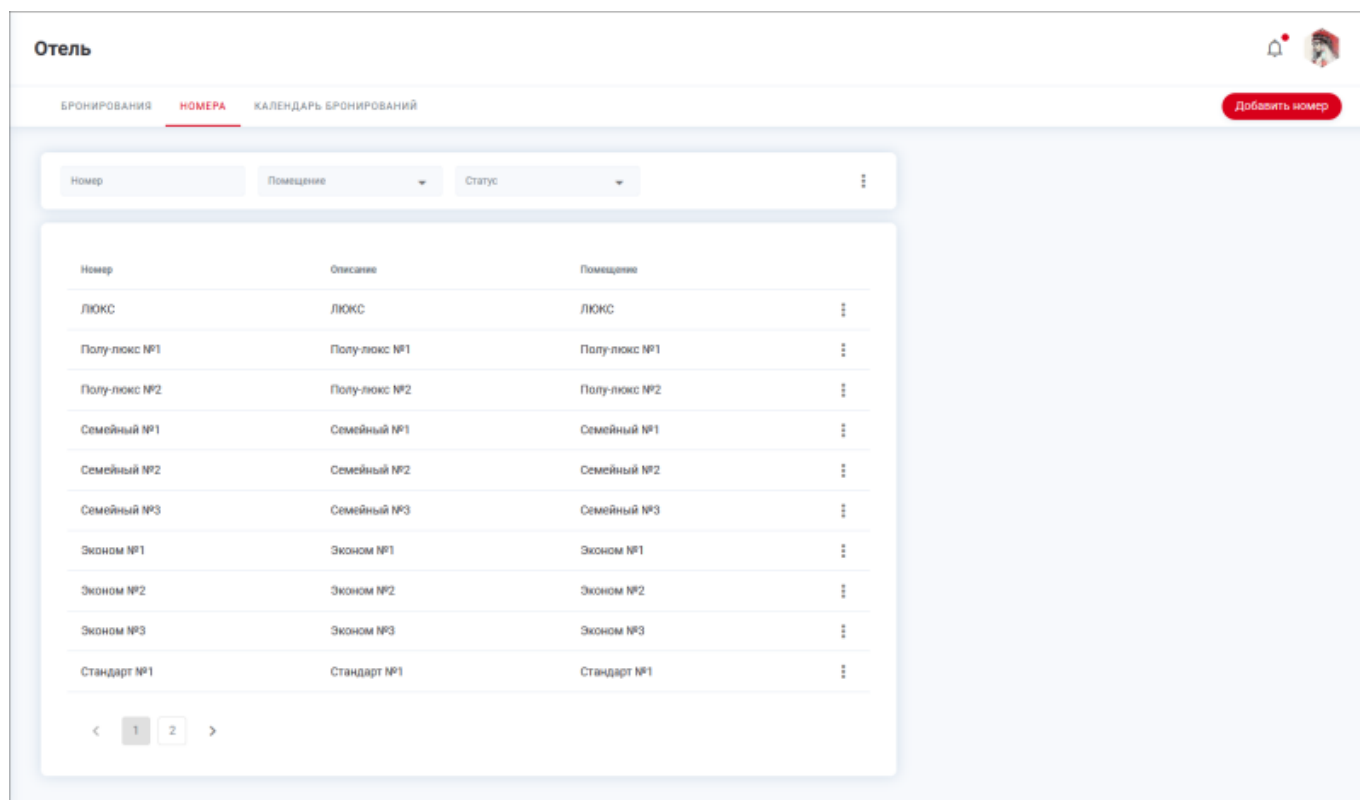 Отель
БРОНИРОВАНИЯ НОМЕРА КАЛЕНДАРЬ БРОНИРОВАНИЙ Добавить номер
Номер Помещение Статус
Номер Описание Помещение
ЛЮКС ЛЮКС ЛЮКС
Полу-люкс №1 Полу-люкс №1 Полу-люкс №1
Полу-люкс №2 Полу-люкс №2 Полу-люкс №2
Семейный №1 Семейный №1 Семейный №1
Семейный №2 Семейный №2 Семейный №2
Семейный №3 Семейный №3 Семейный №3
Эконом №1 Эконом №1 Эконом №1
Эконом №2 Эконом №2 Эконом №2
Эконом №3 Эконом №3 Эконом №3
Стандарт №1 Стандарт №1 Стандарт №1
1 2